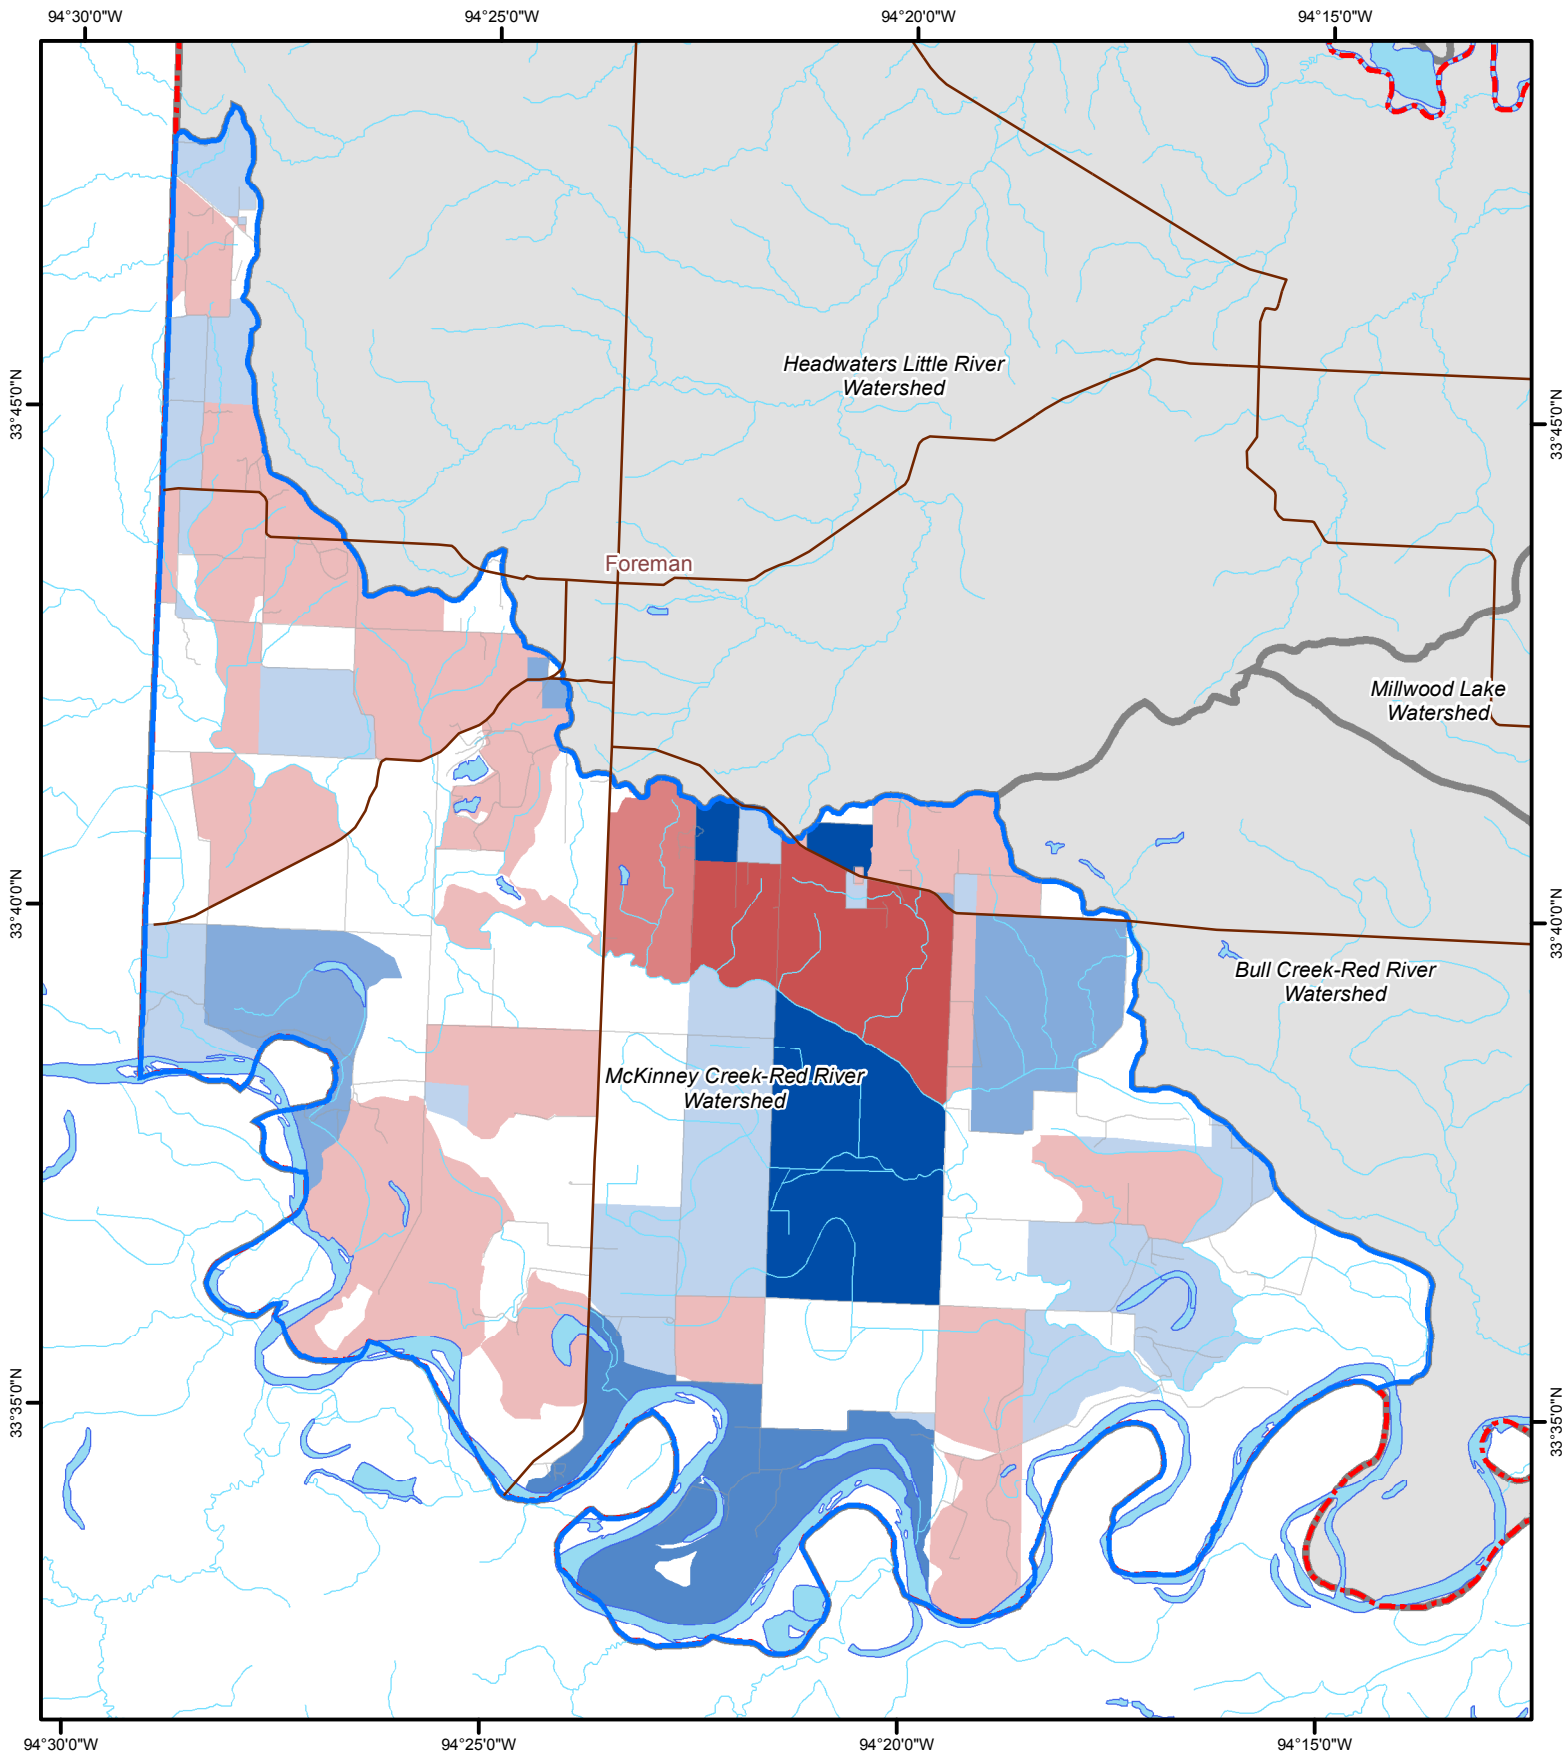 94°30'0"W
94°25'0"W
94°20'0"W
94°15'0"W
Headwaters Little River
Watershed
33°45'0"N
33°45'0"N
Foreman
Millwood Lake
Watershed
33°40'0"N
33°40'0"N
Bull Creek-Red River
Watershed
McKinney Creek-Red River
Watershed
33°35'0"N
33°35'0"N
94°30'0"W
94°25'0"W
94°20'0"W
94°15'0"W